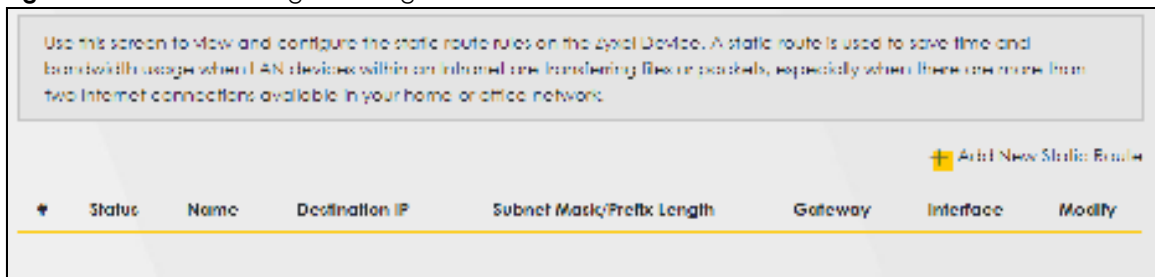 Use this screen to view and configure the static route rules on the Zyxel Device. A static route is used to save time and
bandwidth usage when LAN devices within an Intranet are transferring files or packets, especially when there are more than
two Internet connections available in your home or office network.
+ Add New Static Route
# Status Name Destination IP Subnet Mask/Prefix Length Gateway Interface Modify